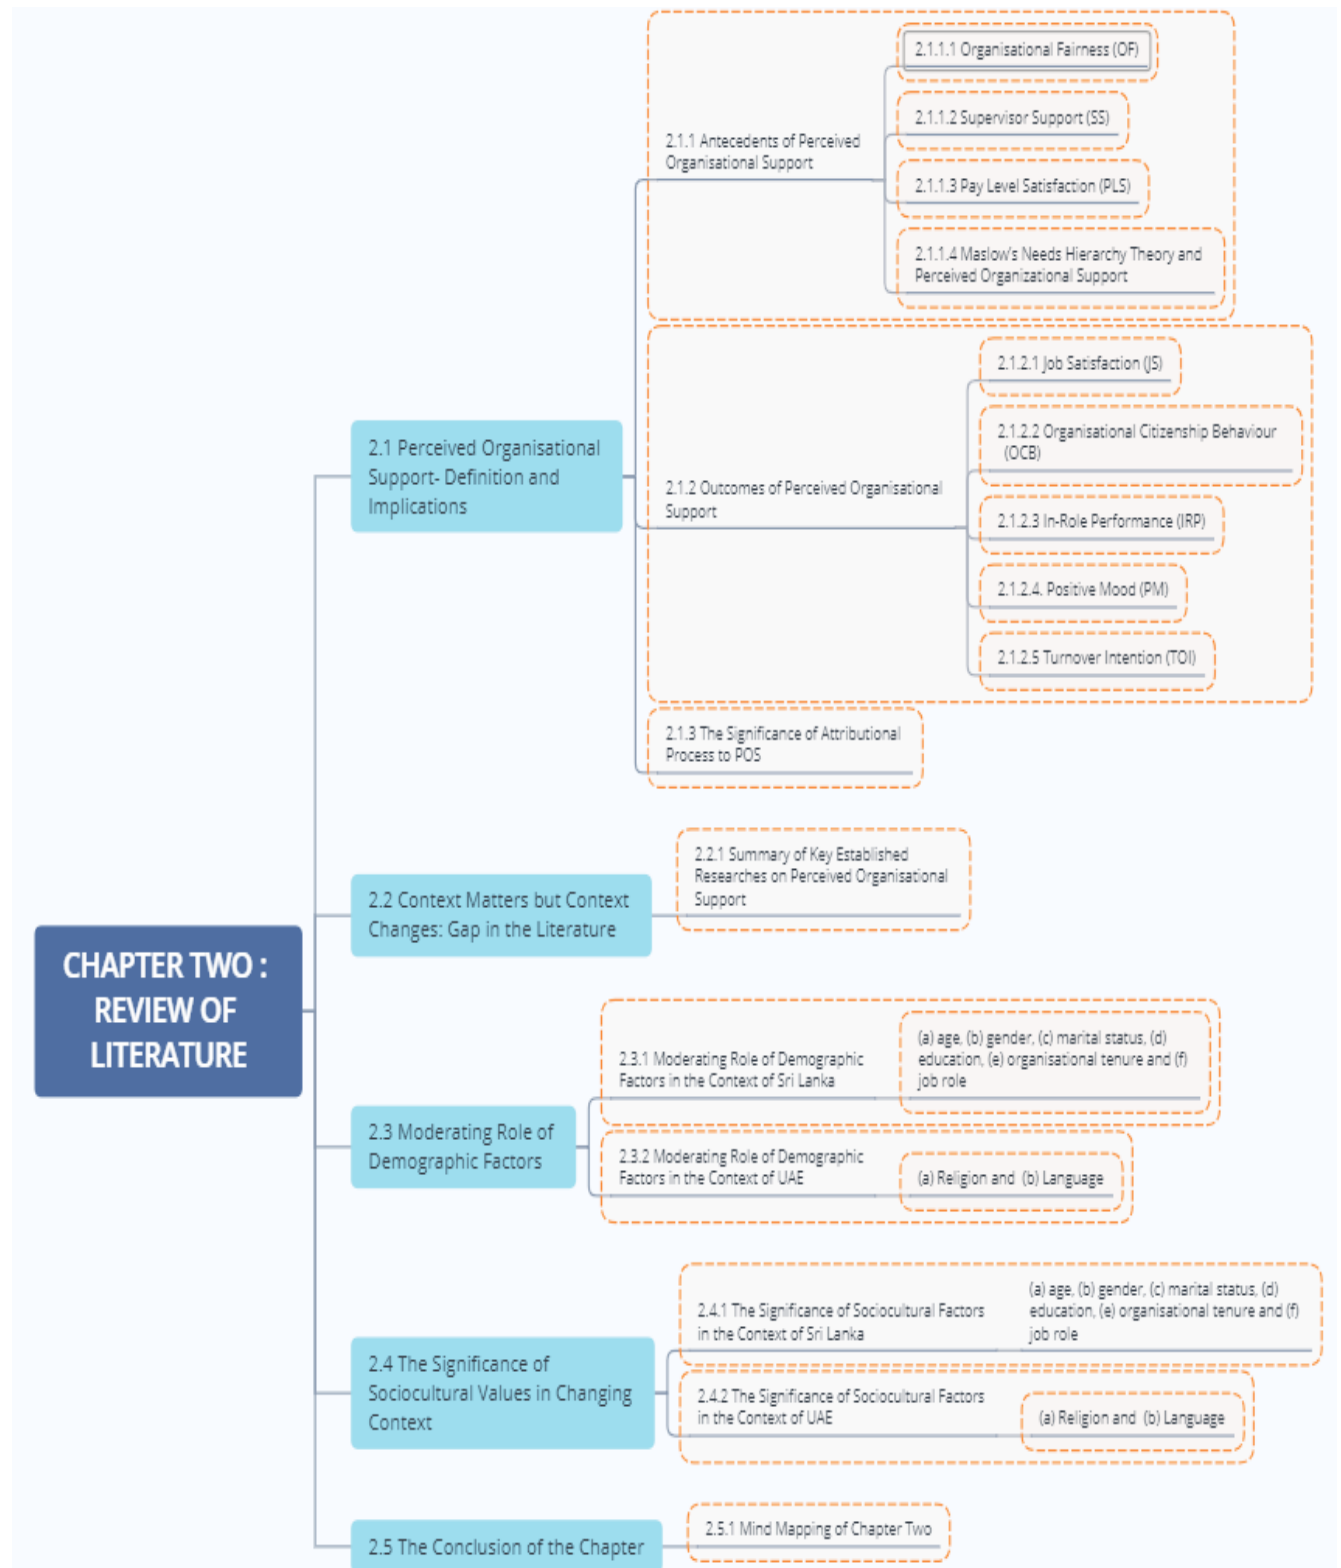 CHAPTER TWO :
REVIEW OF
LITERATURE
2.1 Perceived Organisational
Support- Definition and
Implications
2.1.1 Antecedents of Perceived
Organisational Support
2.1.1.1 Organisational Fairness (OF)
2.1.1.2 Supervisor Support (SS)
2.1.1.3 Pay Level Satisfaction (PLS)
2.1.1.4 Maslow's Needs Hierarchy Theory and
Perceived Organizational Support
2.1.2 Outcomes of Perceived Organisational
Support
2.1.2.1 Job Satisfaction (JS)
2.1.2.2 Organisational Citizenship Behaviour
(OCB)
2.1.2.3 In-Role Performance (IRP)
2.1.2.4. Positive Mood (PM)
2.1.2.5 Turnover Intention (TOI)
2.1.3 The Significance of Attributional
Process to POS
2.2 Context Matters but Context
Changes: Gap in the Literature
2.2.1 Summary of Key Established
Researches on Perceived Organisational
Support
2.3 Moderating Role of
Demographic Factors
2.3.1 Moderating Role of Demographic
Factors in the Context of Sri Lanka
(a) age, (b) gender, (c) marital status, (d)
education, (e) organisational tenure and (f)
job role
2.3.2 Moderating Role of Demographic
Factors in the Context of UAE
(a) Religion and (b) Language
2.4 The Significance of
Sociocultural Values in Changing
Context
2.4.1 The Significance of Sociocultural Factors
in the Context of Sri Lanka
(a) age, (b) gender, (c) marital status, (d)
education, (e) organisational tenure and (f)
job role
2.4.2 The Significance of Sociocultural Factors
in the Context of UAE
(a) Religion and (b) Language
2.5 The Conclusion of the Chapter
2.5.1 Mind Mapping of Chapter Two